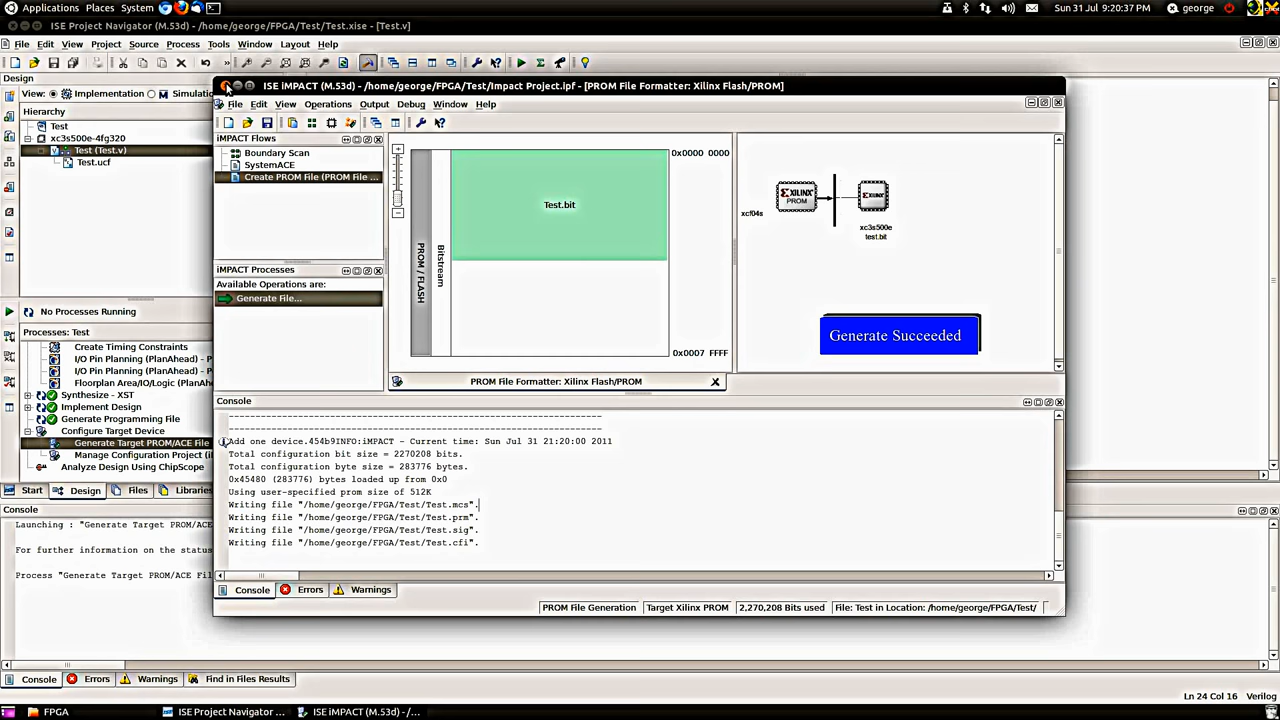 Applications Places System
Sun 31 Jul 9:20:37 PM
george
ISE Project Navigator (M.53d) - /home/george/FPGA/Test/Test.xise - [Test.v]
File Edit View Project Source Process Tools Window Layout Help
Design
View: Implementation Simulati
Hierarchy
Test
xc3s500e-4fg320
Test (Test.v)
Test.ucf
No Processes Running
Processes: Test
Create Timing Constraints
I/O Pin Planning (PlanAhead) - P
I/O Pin Planning (PlanAhead) - P
Floorplan Area/IO/Logic (PlanAhe
Synthesize - XST
Implement Design
Generate Programming File
Configure Target Device
Generate Target PROM/ACE File
Manage Configuration Project (i
Analyze Design Using ChipScope
Start Design Files Libraries
Console
Launching : "Generate Target PROM/ACE
For further information on the status
Process "Generate Target PROM/ACE Fil
ISE iMPACT (M.53d) - /home/george/FPGA/Test/Impact Project.ipf - [PROM File Formatter: Xilinx Flash/PROM]
File Edit View Operations Output Debug Window Help
iMPACT Flows
Boundary Scan
SystemACE
Create PROM File (PROM File ...
iMPACT Processes
Available Operations are:
Generate File...
PROM / FLASH
Bitstream
Test.bit
0x0000 0000
0x0007 FFFF
XILINX
PROM
xcf04s
XILINX
xc3s500e
test.bit
Generate Succeeded
PROM File Formatter: Xilinx Flash/PROM
Console
----------------------------------------------------------------------
----------------------------------------------------------------------
Add one device.454b9INFO:iMPACT - Current time: Sun Jul 31 21:20:00 2011
Total configuration bit size = 2270208 bits.
Total configuration byte size = 283776 bytes.
0x45480 (283776) bytes loaded up from 0x0
Using user-specified prom size of 512K
Writing file "/home/george/FPGA/Test/Test.mcs".
Writing file "/home/george/FPGA/Test/Test.prm".
Writing file "/home/george/FPGA/Test/Test.sig".
Writing file "/home/george/FPGA/Test/Test.cfi".
Console Errors Warnings
PROM File Generation Target Xilinx PROM 2,270,208 Bits used File: Test in Location: /home/george/FPGA/Test/
Console Errors Warnings Find in Files Results
Ln 24 Col 16 Verilog
FPGA ISE Project Navigator ... ISE iMPACT (M.53d) - /...